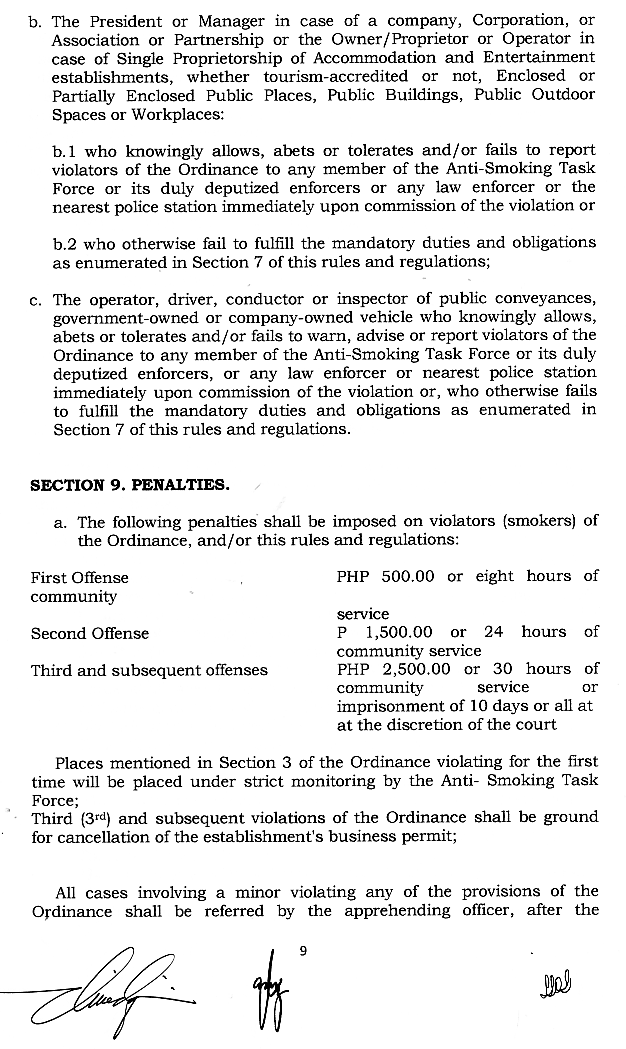 b. The President or Manager in case of a company, Corporation, or
Association or Partnership or the Owner/Proprietor or Operator in
case of Single Proprietorship of Accommodation and Entertainment
establishments, whether tourism-accredited or not, Enclosed or
Partially Enclosed Public Places, Public Buildings, Public Outdoor
Spaces or Workplaces:
b.1 who knowingly allows, abets or tolerates and/or fails to report
violators of the Ordinance to any member of the Anti-Smoking Task
Force or its duly deputized enforcers or any law enforcer or the
nearest police station immediately upon commission of the violation or
b.2 who otherwise fail to fulfill the mandatory duties and obligations
as enumerated in Section 7 of this rules and regulations;
c. The operator, driver, conductor or inspector of public conveyances,
government-owned or company-owned vehicle who knowingly allows,
abets or tolerates and/or fails to warn, advise or report violators of the
Ordinance to any member of the Anti-Smoking Task Force or its duly
deputized enforcers, or any law enforcer or nearest police station
immediately upon commission of the violation or, who otherwise fails
to fulfill the mandatory duties and obligations as enumerated in
Section 7 of this rules and regulations.
SECTION 9. PENALTIES.
a. The following penalties shall be imposed on violators (smokers) of
the Ordinance, and/or this rules and regulations:
First Offense PHP 500.00 or eight hours of
community
service
Second Offense P 1,500.00 or 24 hours of
community service
Third and subsequent offenses PHP 2,500.00 or 30 hours of
community service or
imprisonment of 10 days or all at
at the discretion of the court
Places mentioned in Section 3 of the Ordinance violating for the first
time will be placed under strict monitoring by the Anti- Smoking Task
Force;
Third (3rd) and subsequent violations of the Ordinance shall be ground
for cancellation of the establishment's business permit;
All cases involving a minor violating any of the provisions of the
Ordinance shall be referred by the apprehending officer, after the
9